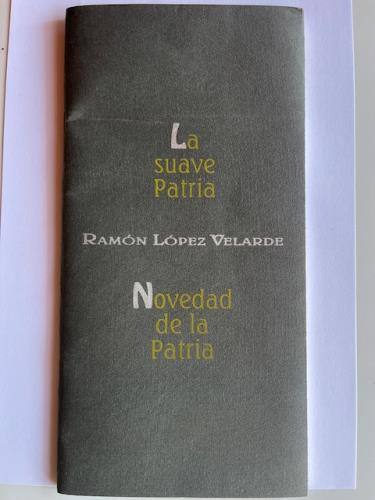 La
suave
Patria
RAMÓN LÓPEZ VELARDE
Novedad
de la
Patria